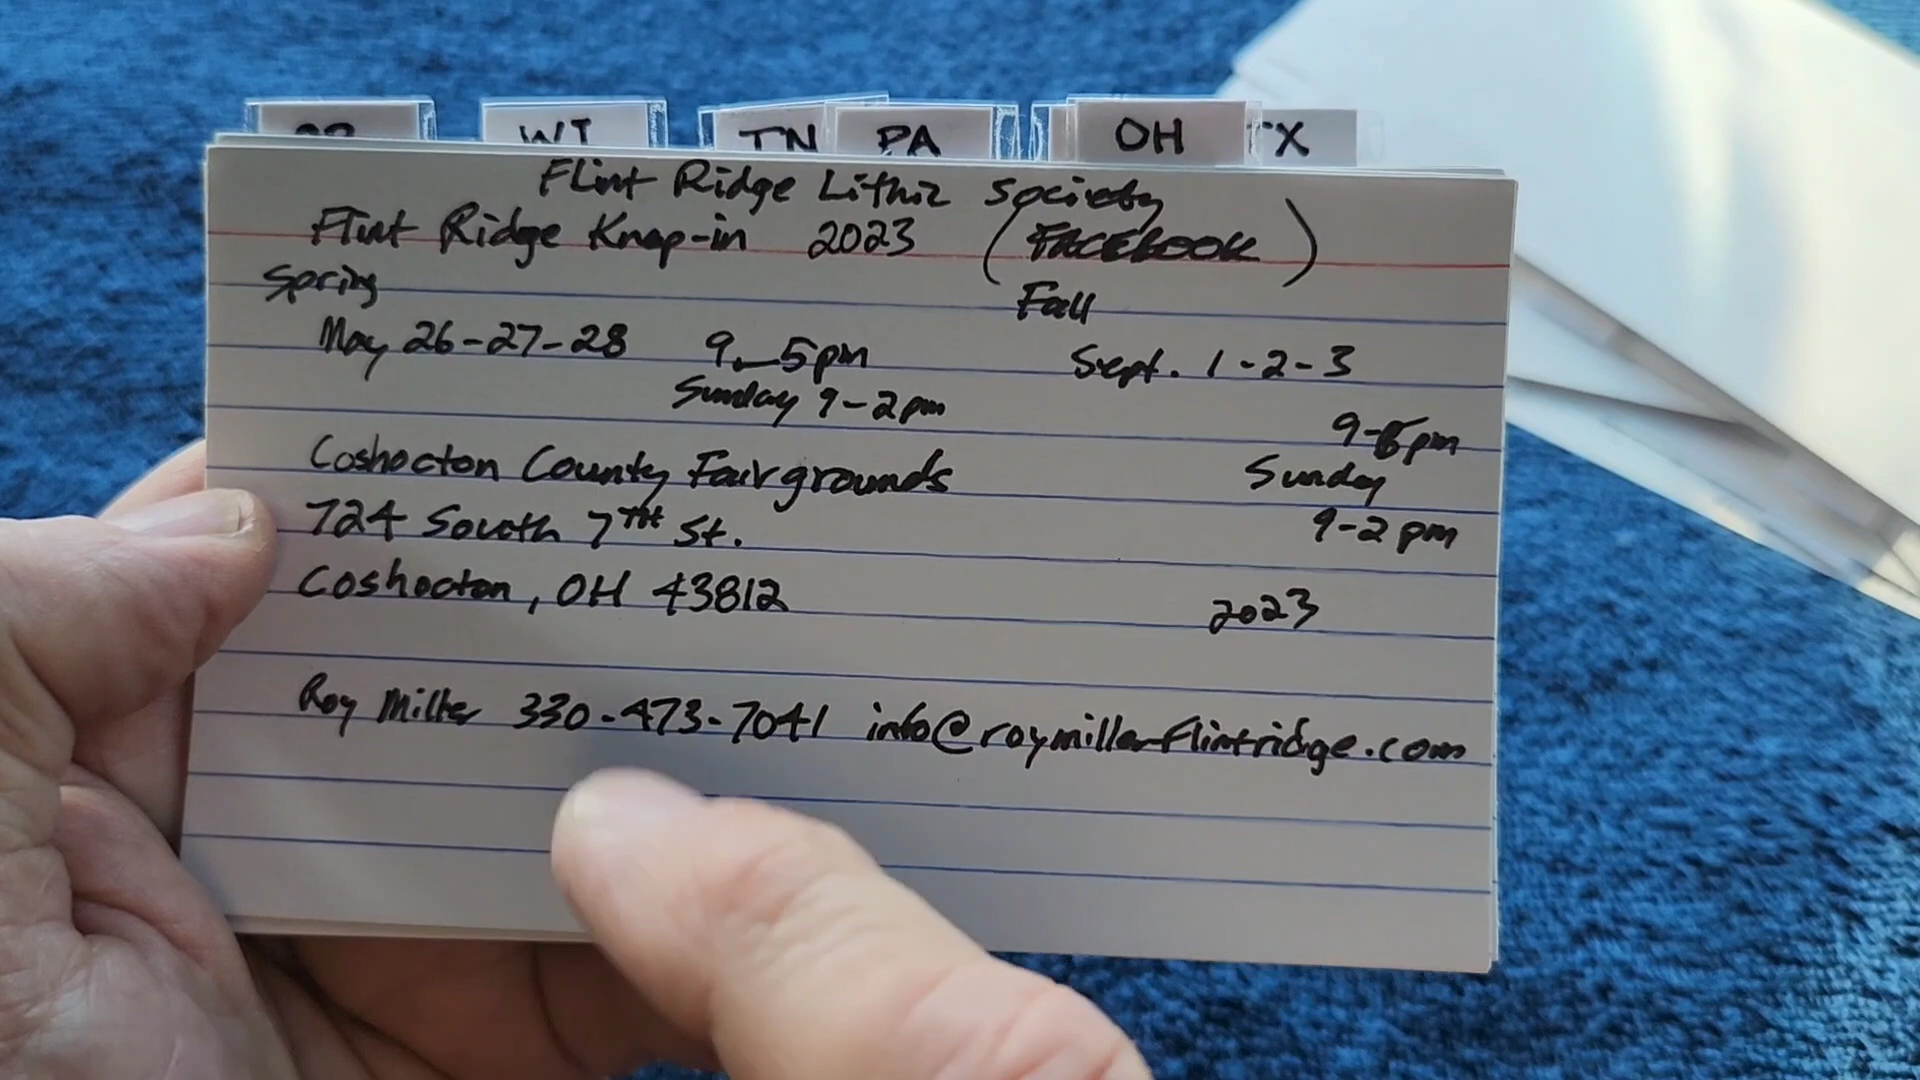 WI TN PA OH TX
Flint Ridge Lithic Society
Flint Ridge Knap-in 2023 (FACEBOOK)
Spring
Fall
May 26-27-28 9-5pm
Sept. 1-2-3
Sunday 9-2pm
9-5pm
Coshocton County Fairgrounds
Sunday
724 South 7TH St.
9-2pm
Coshocton, OH 43812
2023
Roy Miller 330-473-7041 info@roymillerflintridge.com